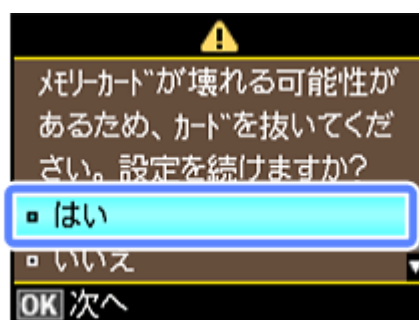 ﾒﾓﾘｰｶｰﾄﾞが壊れる可能性が
あるため、ｶｰﾄﾞを抜いてくだ
さい。設定を続けますか?
はい
いいえ
OK 次へ